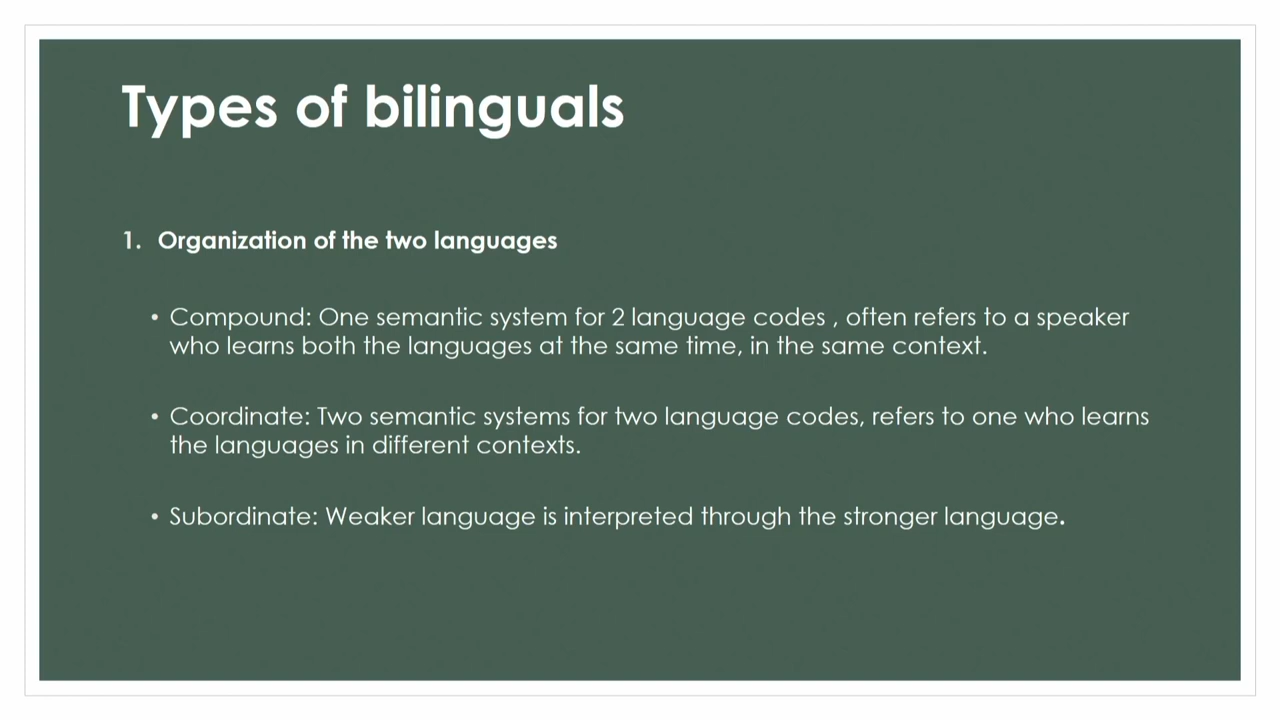 Types of bilinguals
1. Organization of the two languages
• Compound: One semantic system for 2 language codes , often refers to a speaker
who learns both the languages at the same time, in the same context.
• Coordinate: Two semantic systems for two language codes, refers to one who learns
the languages in different contexts.
• Subordinate: Weaker language is interpreted through the stronger language.